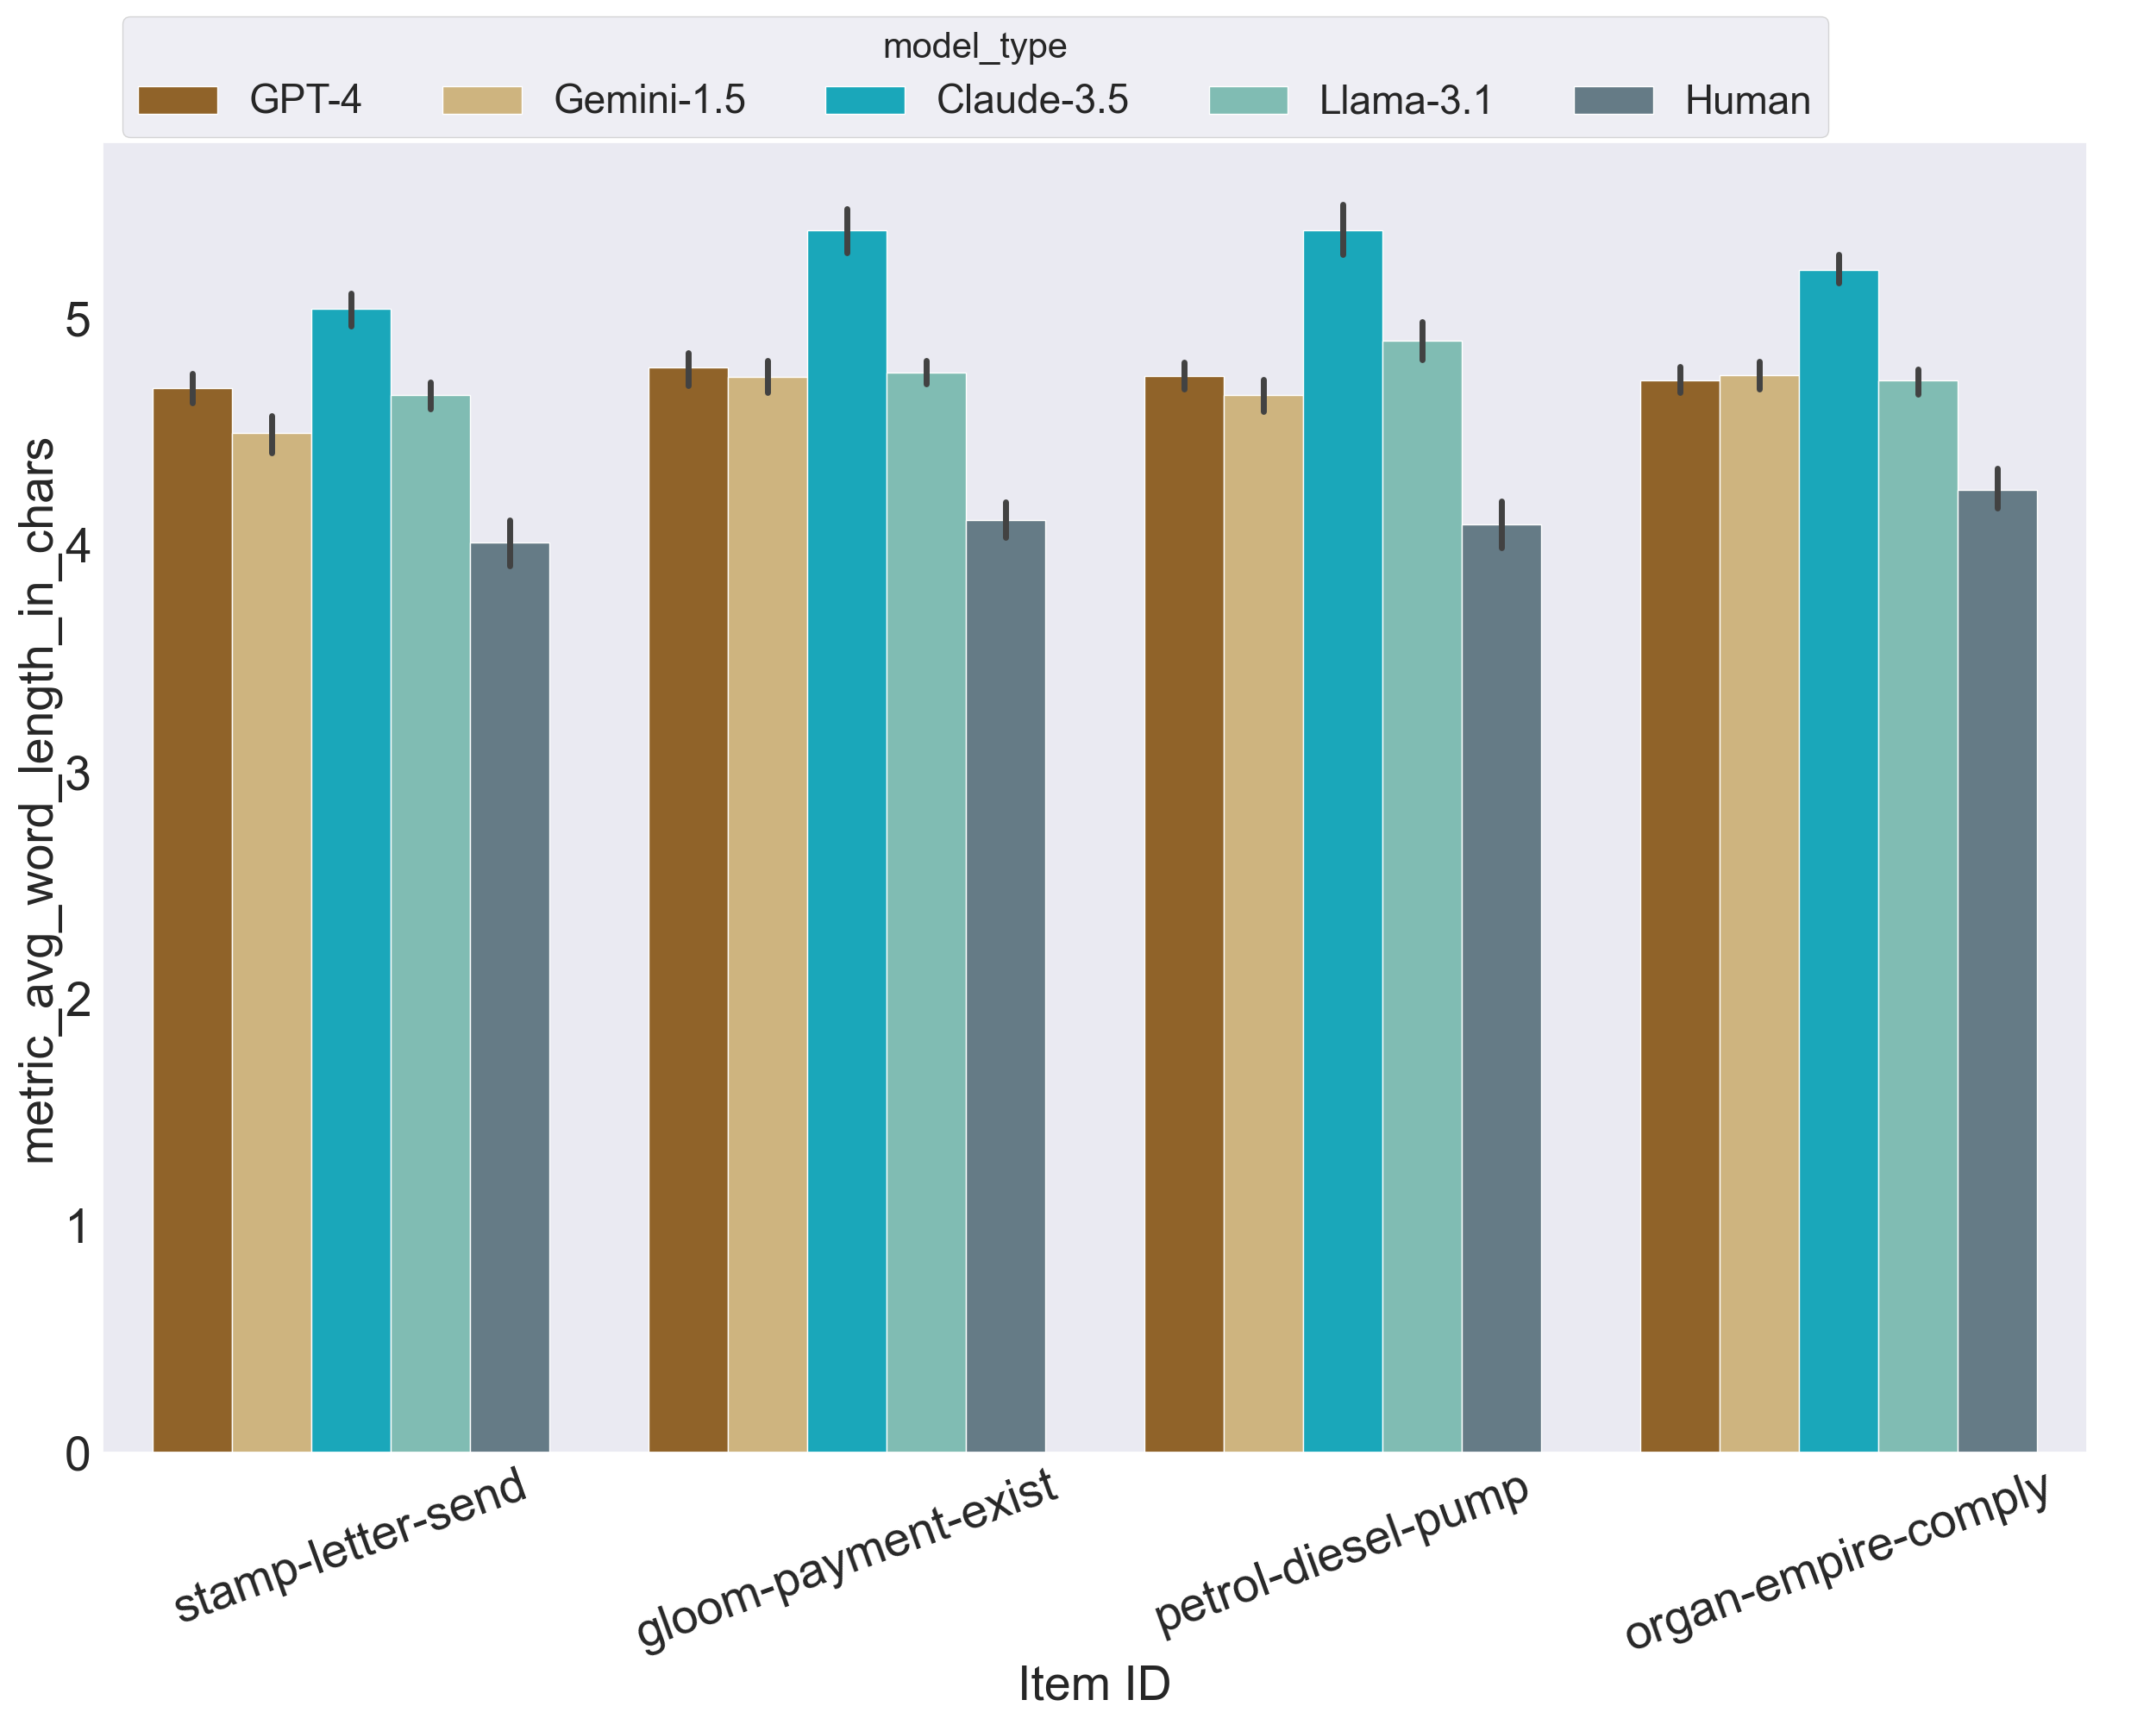 model_type
GPT-4 Gemini-1.5 Claude-3.5 Llama-3.1 Human
metric_avg_word_length_in_chars
5
4
3
2
1
0
stamp-letter-send
gloom-payment-exist
petrol-diesel-pump
organ-empire-comply
Item ID